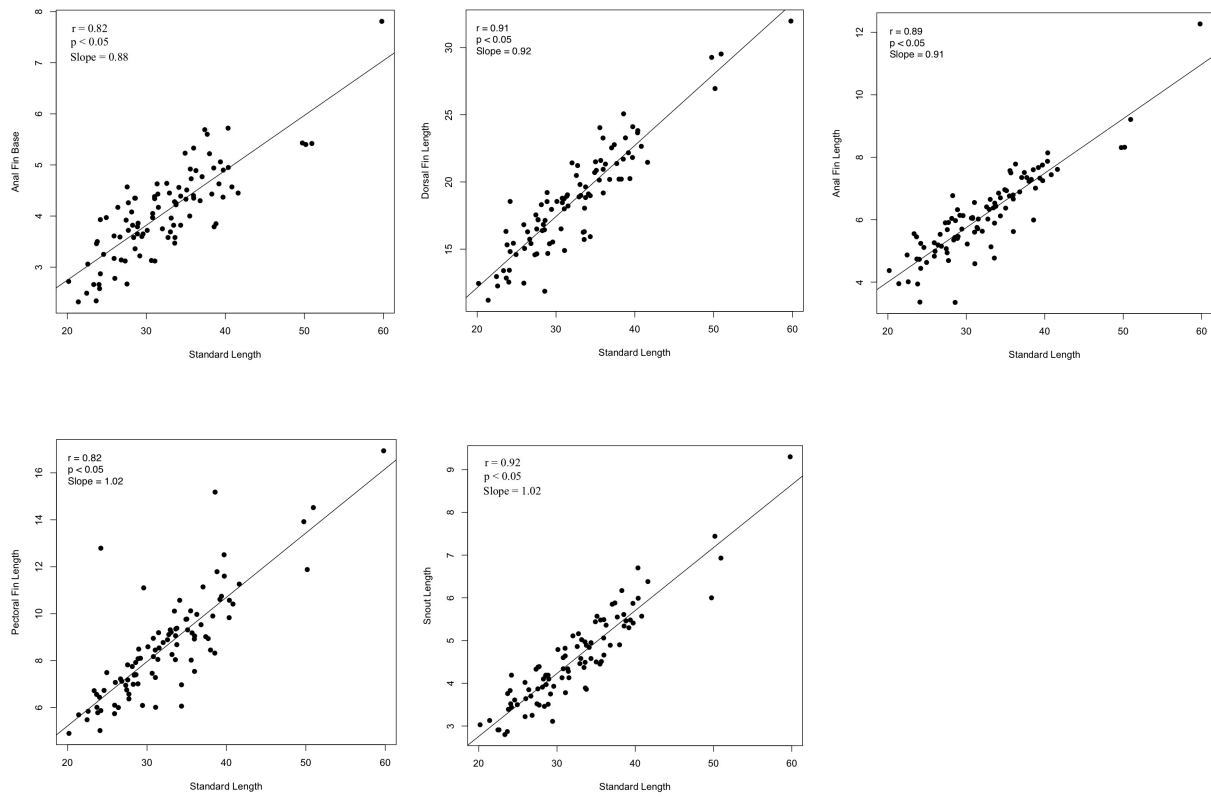 r = 0.82
p < 0.05
Slope = 0.88
8
7
6
5
4
3
Anal Fin Base
20 30 40 50 60
Standard Length
r = 0.91
p < 0.05
Slope = 0.92
30
25
20
15
Dorsal Fin Length
20 30 40 50 60
Standard Length
r = 0.89
p < 0.05
Slope = 0.91
12
10
8
6
4
Anal Fin Length
20 30 40 50 60
Standard Length
r = 0.82
p < 0.05
Slope = 1.02
16
14
12
10
8
6
Pectoral Fin Length
20 30 40 50 60
Standard Length
r = 0.92
p < 0.05
Slope = 1.02
9
8
7
6
5
4
3
Snout Length
20 30 40 50 60
Standard Length